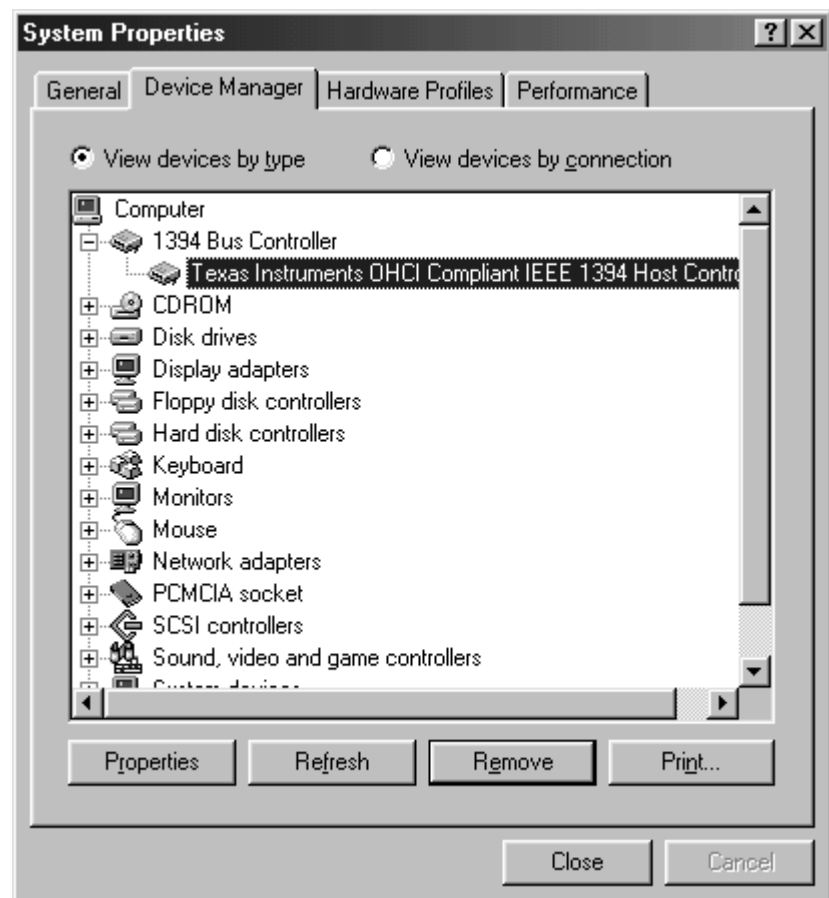 System Properties
General Device Manager Hardware Profiles Performance
View devices by type View devices by connection
Computer
1394 Bus Controller
Texas Instruments OHCI Compliant IEEE 1394 Host Contro
CDROM
Disk drives
Display adapters
Floppy disk controllers
Hard disk controllers
Keyboard
Monitors
Mouse
Network adapters
PCMCIA socket
SCSI controllers
Sound, video and game controllers
System devices
Properties Refresh Remove Print...
Close Cancel